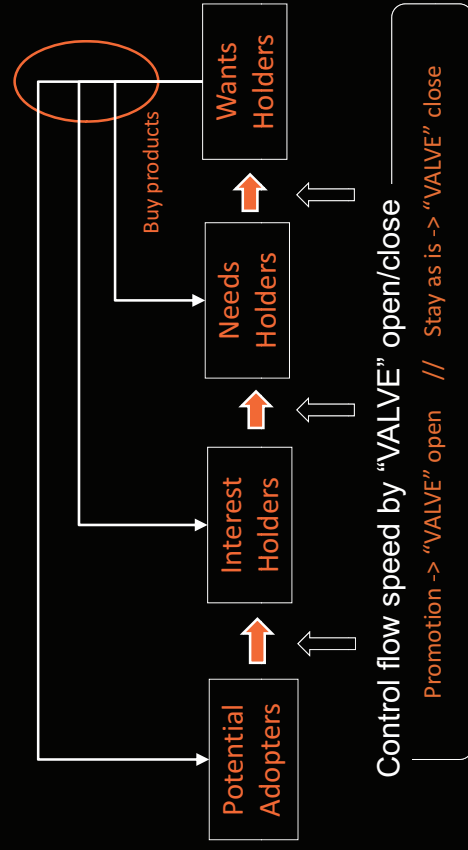 Buy products
Potential
Adopters
Interest
Holders
Needs
Holders
Wants
Holders
Control flow speed by “VALVE” open/close
Promotion -> “VALVE” open // Stay as is -> “VALVE” close